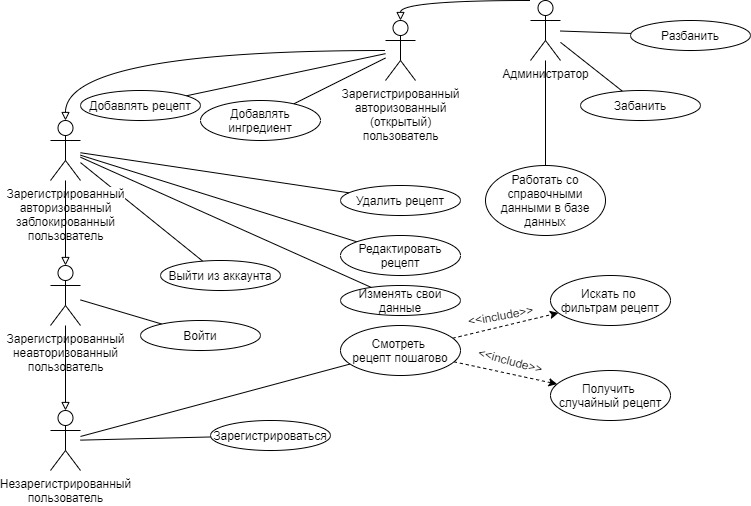 Разбанить
Администратор
Зарегистрированный
авторизованный
(открытый)
пользователь
Добавлять рецепт
Добавлять
ингредиент
Забанить
Зарегистрированный
авторизованный
заблокированный
пользователь
Удалить рецепт
Работать со
справочными
данными в базе
данных
Редактировать
рецепт
Выйти из аккаунта
Изменять свои
данные
Искать по
фильтрам рецепт
<<include>>
Зарегистрированный
неавторизованный
пользователь
Войти
Смотреть
рецепт пошагово
<<include>>
Получить
случайный рецепт
Зарегистрироваться
Незарегистрированный
пользователь